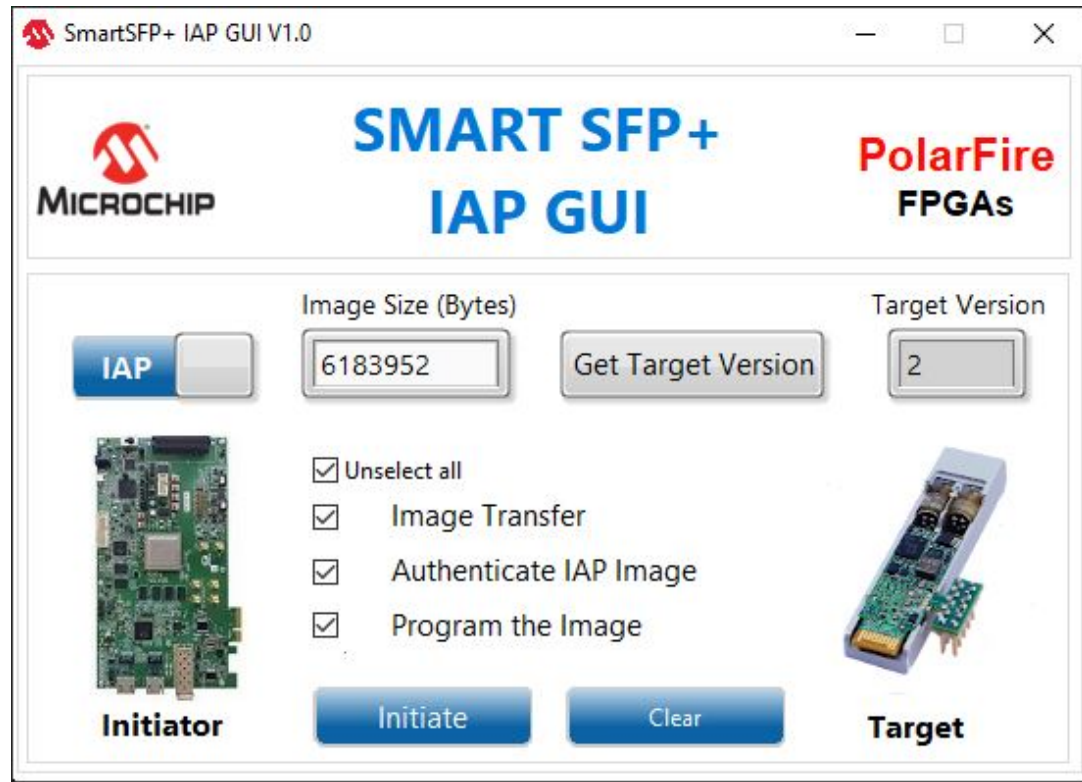 SmartSFP+ IAP GUI V1.0
MICROCHIP
SMART SFP+
IAP GUI
PolarFire
FPGAs
Image Size (Bytes)
Target Version
IAP
6183952
Get Target Version
2
Unselect all
Image Transfer
Authenticate IAP Image
Program the Image
Initiator
Initiate
Clear
Target